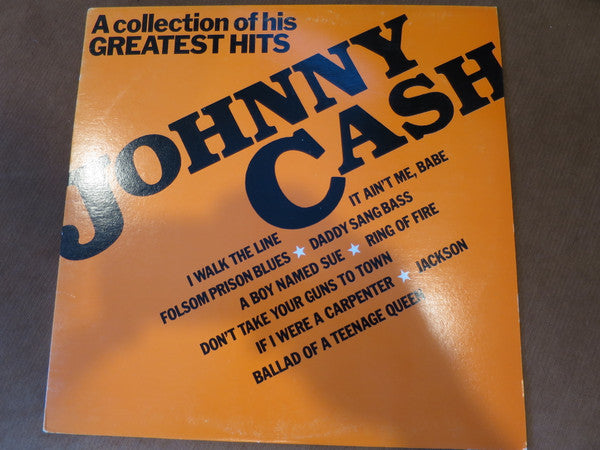 A collection of his
GREATEST HITS
JOHNNY
CASH
I WALK THE LINE IT AIN'T ME, BABE
FOLSOM PRISON BLUES ★ DADDY SANG BASS
A BOY NAMED SUE ★ RING OF FIRE
DON'T TAKE YOUR GUNS TO TOWN
IF I WERE A CARPENTER ★ JACKSON
BALLAD OF A TEENAGE QUEEN